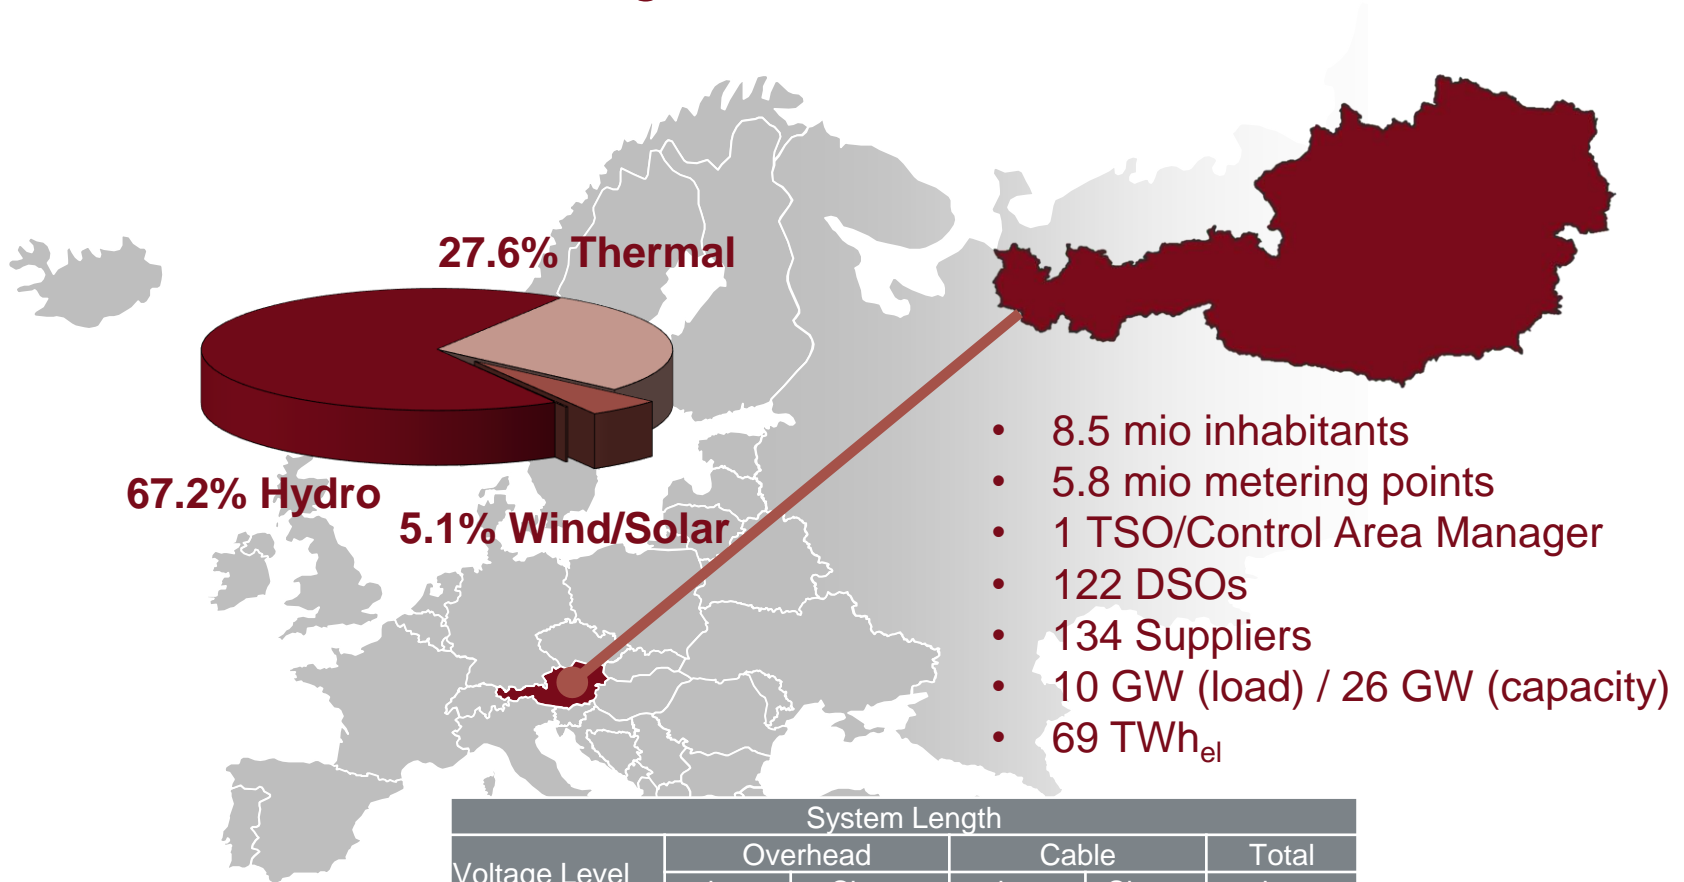 27.6% Thermal
67.2% Hydro
5.1% Wind/Solar
• 8.5 mio inhabitants
• 5.8 mio metering points
• 1 TSO/Control Area Manager
• 122 DSOs
• 134 Suppliers
• 10 GW (load) / 26 GW (capacity)
• 69 TWhel
System Length
Overhead Cable Total
Voltage Level